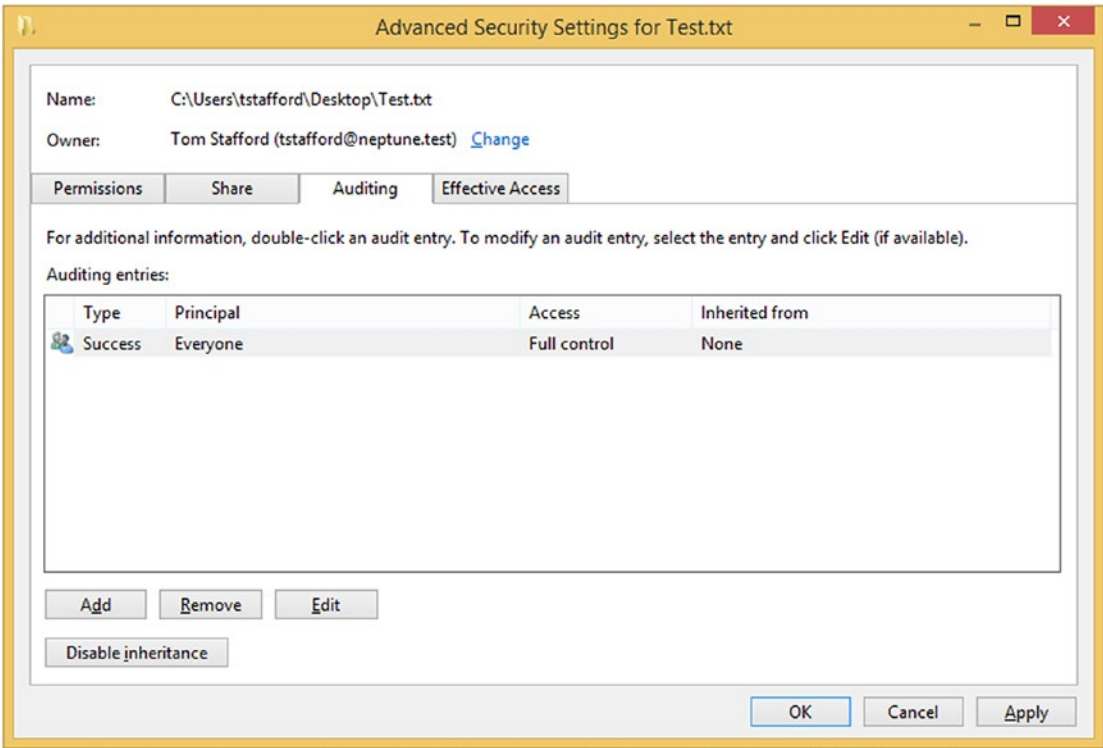 Advanced Security Settings for Test.txt
Name: C:\Users\tstafford\Desktop\Test.txt
Owner: Tom Stafford (tstafford@neptune.test) Change
Permissions Share Auditing Effective Access
For additional information, double-click an audit entry. To modify an audit entry, select the entry and click Edit (if available).
Auditing entries:
Type Principal Access Inherited from
Success Everyone Full control None
Add Remove Edit
Disable inheritance
OK Cancel Apply